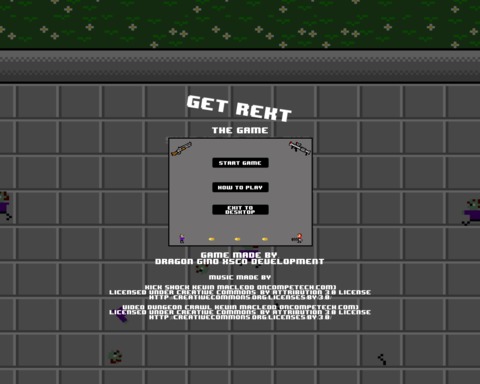 GET REKT
THE GAME
START GAME
HOW TO PLAY
EXIT TO
DESKTOP
GAME MADE BY
DRAGON GINO XSCO DEVELOPMENT
MUSIC MADE BY
KICK SHOCK KEVIN MACLEOD (INCOMPETECH.COM)
LICENSED UNDER CREATIVE COMMONS BY ATTRIBUTION 3.0 LICENSE
HTTP://CREATIVECOMMONS.ORG/LICENSES/BY/3.0/
VIDEO DUNGEON CRAWL KEVIN MACLEOD (INCOMPETECH.COM)
LICENSED UNDER CREATIVE COMMONS BY ATTRIBUTION 3.0 LICENSE
HTTP://CREATIVECOMMONS.ORG/LICENSES/BY/3.0/